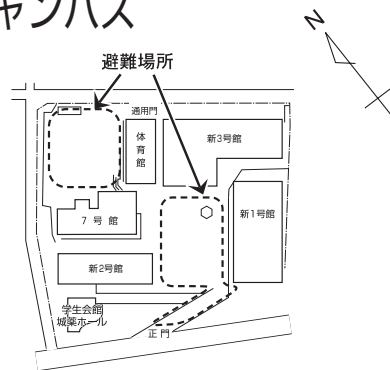 ャンパス
N
避難場所
通用門
体育館
新3号館
7号館
新1号館
新2号館
学生会館
城薬ホール
正門